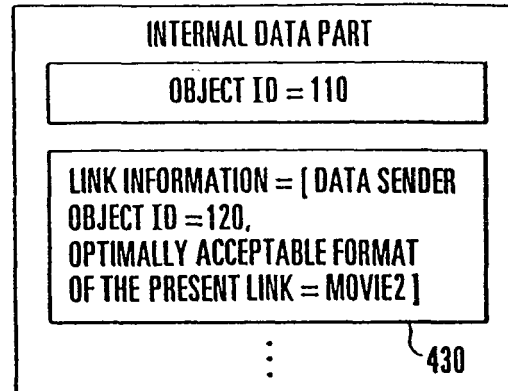 INTERNAL DATA PART
OBJECT ID = 110
LINK INFORMATION = [ DATA SENDER
OBJECT ID = 120,
OPTIMALLY ACCEPTABLE FORMAT
OF THE PRESENT LINK = MOVIE2 ]
430